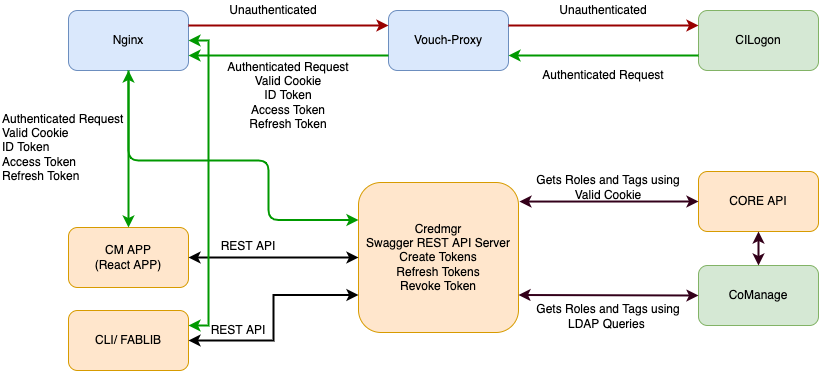 Unauthenticated
Unauthenticated
Nginx
Vouch-Proxy
CILogon
Authenticated Request
Valid Cookie
ID Token
Access Token
Refresh Token
Authenticated Request
Authenticated Request
Valid Cookie
ID Token
Access Token
Refresh Token
Gets Roles and Tags using
Valid Cookie
CORE API
CM APP
(React APP)
REST API
Credmgr
Swagger REST API Server
Create Tokens
Refresh Tokens
Revoke Token
CoManage
Gets Roles and Tags using
LDAP Queries
CLI/ FABLIB
REST API